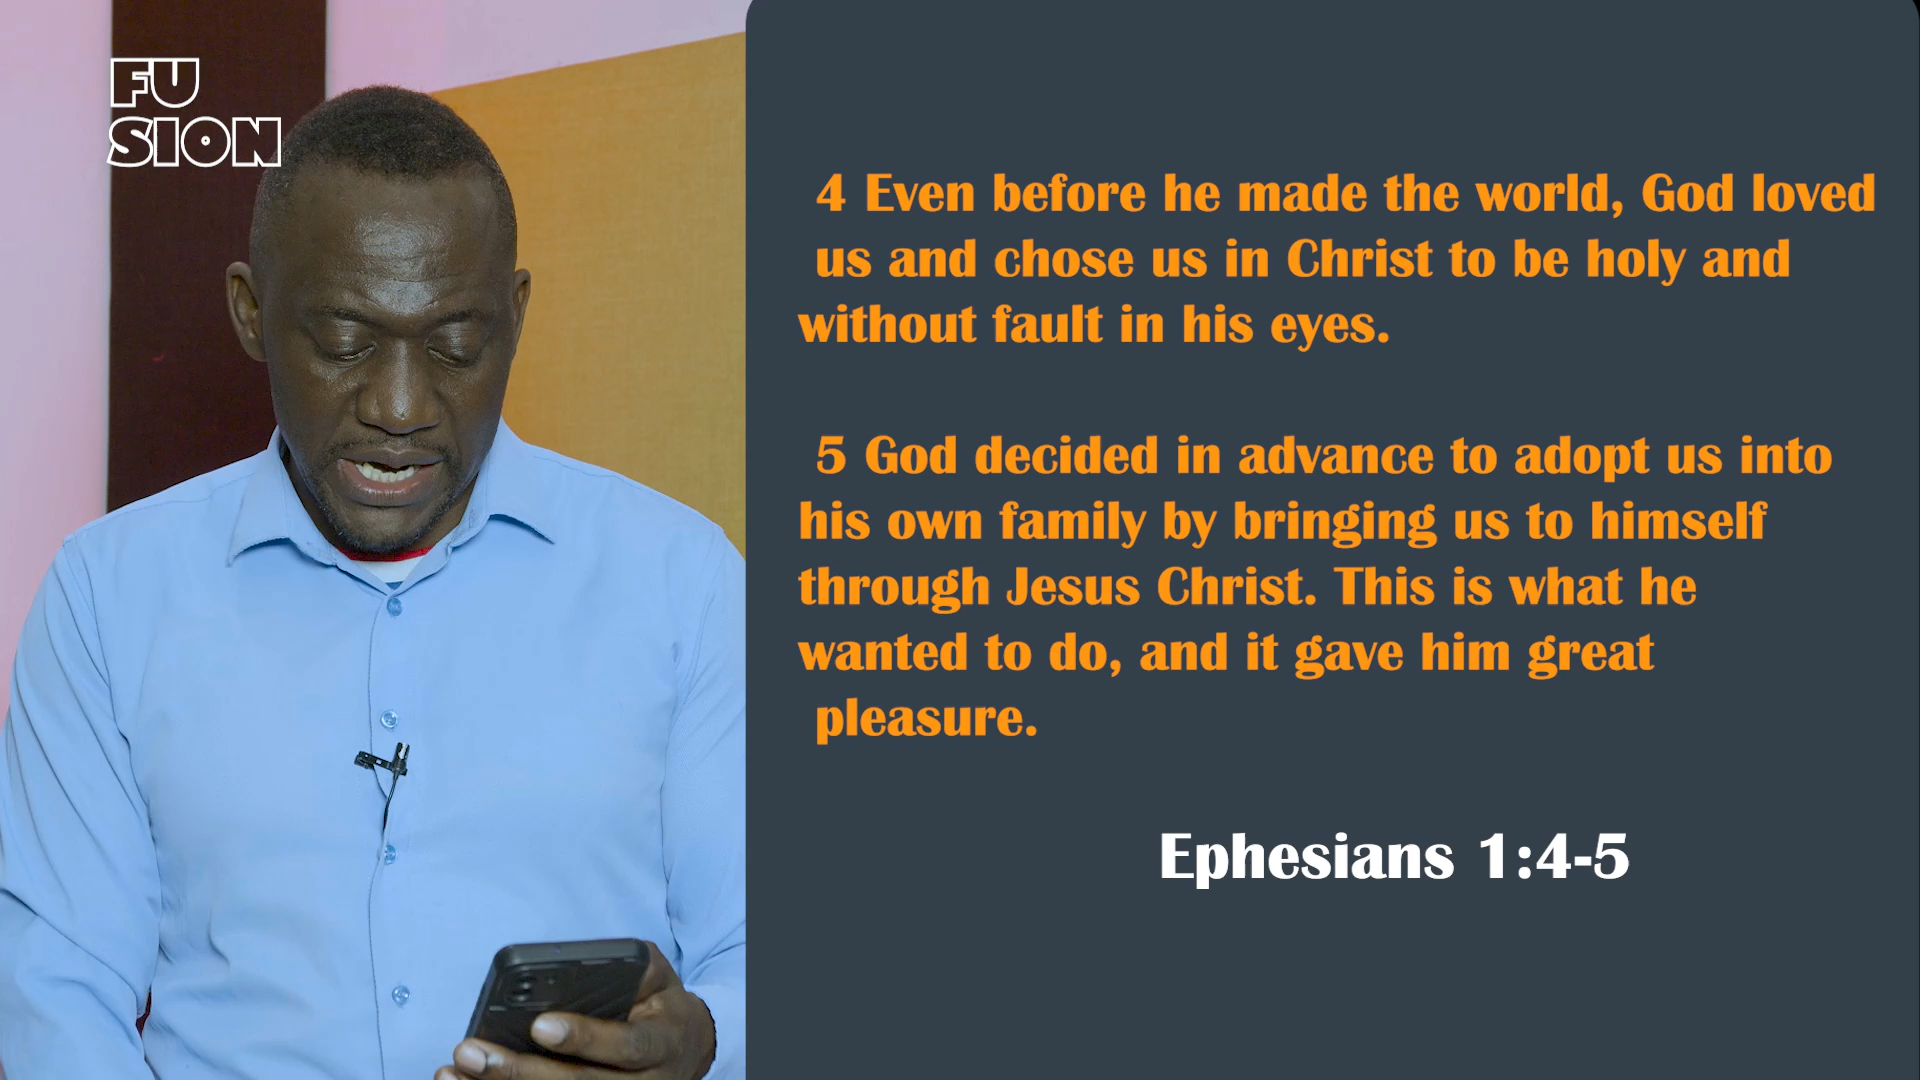 FU
SION
4 Even before he made the world, God loved
us and chose us in Christ to be holy and
without fault in his eyes.
5 God decided in advance to adopt us into
his own family by bringing us to himself
through Jesus Christ. This is what he
wanted to do, and it gave him great
pleasure.
Ephesians 1:4-5